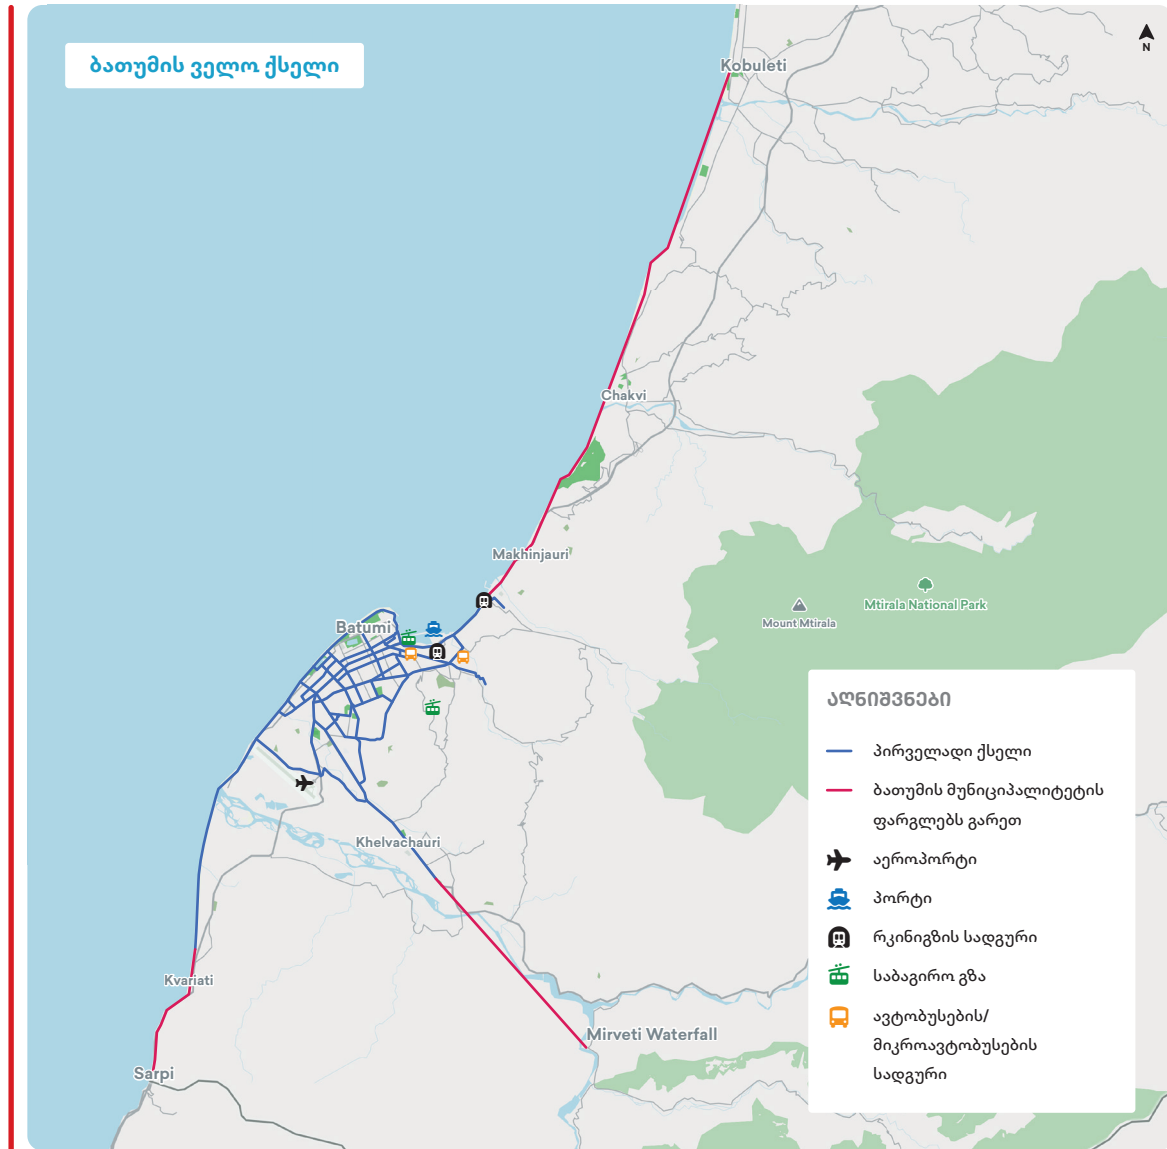 ბათუმის ველო ქსელი
N
Kobuleti
Chakvi
Makhinjauri
Mtirala National Park
Mount Mtirala
Batumi
Khelvachauri
Kvariati
Mirveti Waterfall
Sarpi
აღნიშვნები
პირველადი ქსელი
ბათუმის მუნიციპალიტეტის
ფარგლებს გარეთ
აეროპორტი
პორტი
რკინიგზის სადგური
საბაგირო გზა
ავტობუსების/
მიკროავტობუსების
სადგური